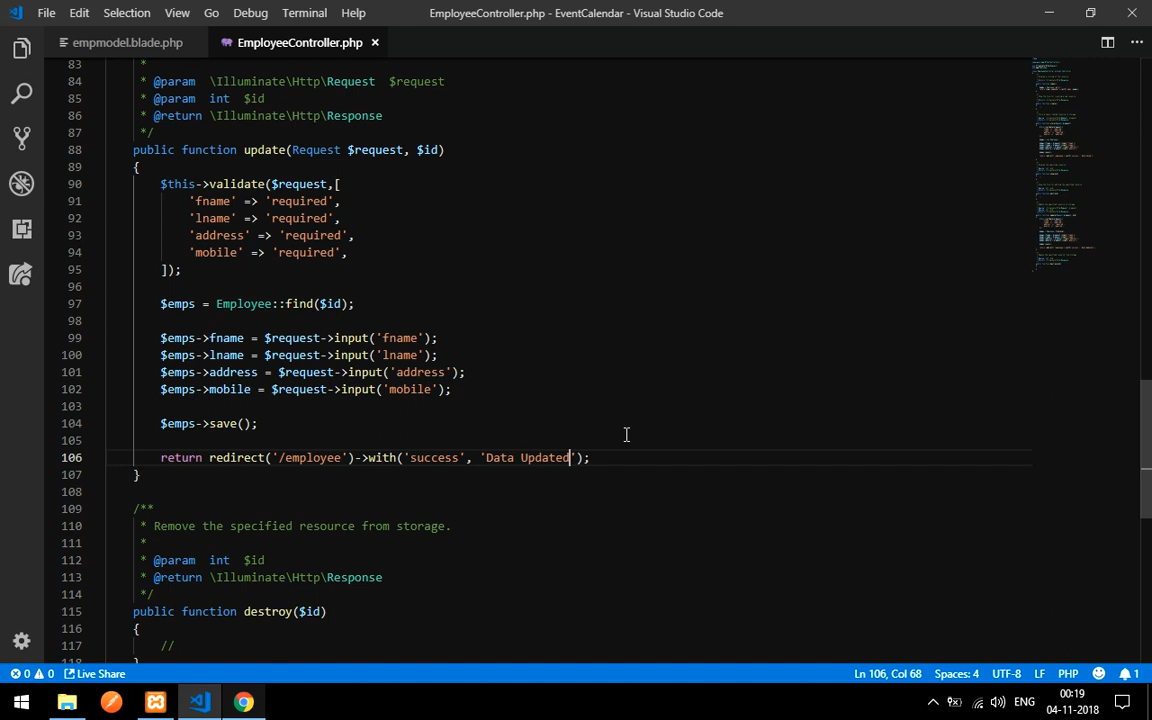 File Edit Selection View Go Debug Terminal Help
EmployeeController.php - EventCalendar - Visual Studio Code
empmodel.blade.php
EmployeeController.php
83 *
84 * @param \Illuminate\Http\Request $request
85 * @param int $id
86 * @return \Illuminate\Http\Response
87 */
88 public function update(Request $request, $id)
89 {
90 $this->validate($request,[
91 'fname' => 'required',
92 'lname' => 'required',
93 'address' => 'required',
94 'mobile' => 'required',
95 ]);
96
97 $emps = Employee::find($id);
98
99 $emps->fname = $request->input('fname');
100 $emps->lname = $request->input('lname');
101 $emps->address = $request->input('address');
102 $emps->mobile = $request->input('mobile');
103
104 $emps->save();
105
106 return redirect('/employee')->with('success', 'Data Updated');
107 }
108
109 /**
110 * Remove the specified resource from storage.
111 *
112 * @param int $id
113 * @return \Illuminate\Http\Response
114 */
115 public function destroy($id)
116 {
117 //
118 }
0 0 Live Share
Ln 106, Col 68 Spaces: 4 UTF-8 LF PHP 1
ENG
00:19
04-11-2018